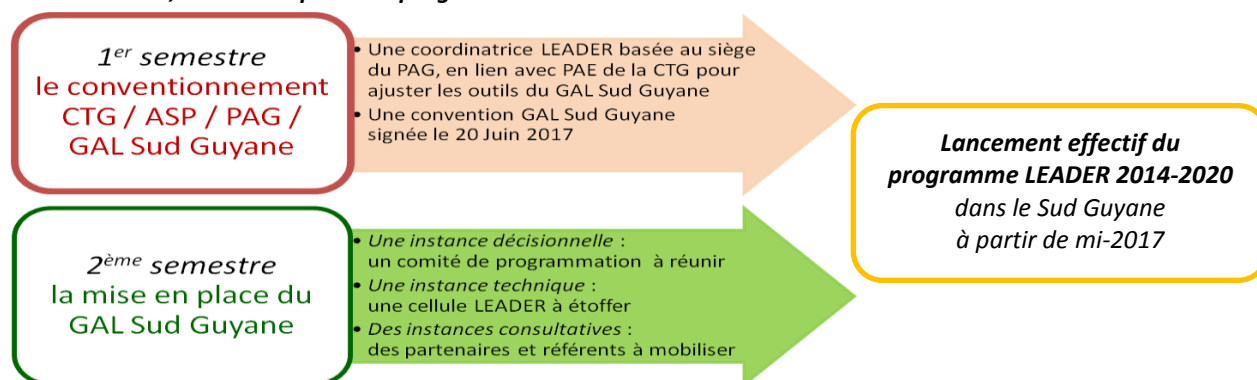 1er semestre
le conventionnement
CTG / ASP / PAG /
GAL Sud Guyane
• Une coordinatrice LEADER basée au siège
du PAG, en lien avec PAE de la CTG pour
ajuster les outils du GAL Sud Guyane
• Une convention GAL Sud Guyane
signée le 20 Juin 2017
2ème semestre
la mise en place du
GAL Sud Guyane
• Une instance décisionnelle :
un comité de programmation à réunir
• Une instance technique :
une cellule LEADER à étoffer
• Des instances consultatives :
des partenaires et référents à mobiliser
Lancement effectif du
programme LEADER 2014-2020
dans le Sud Guyane
à partir de mi-2017